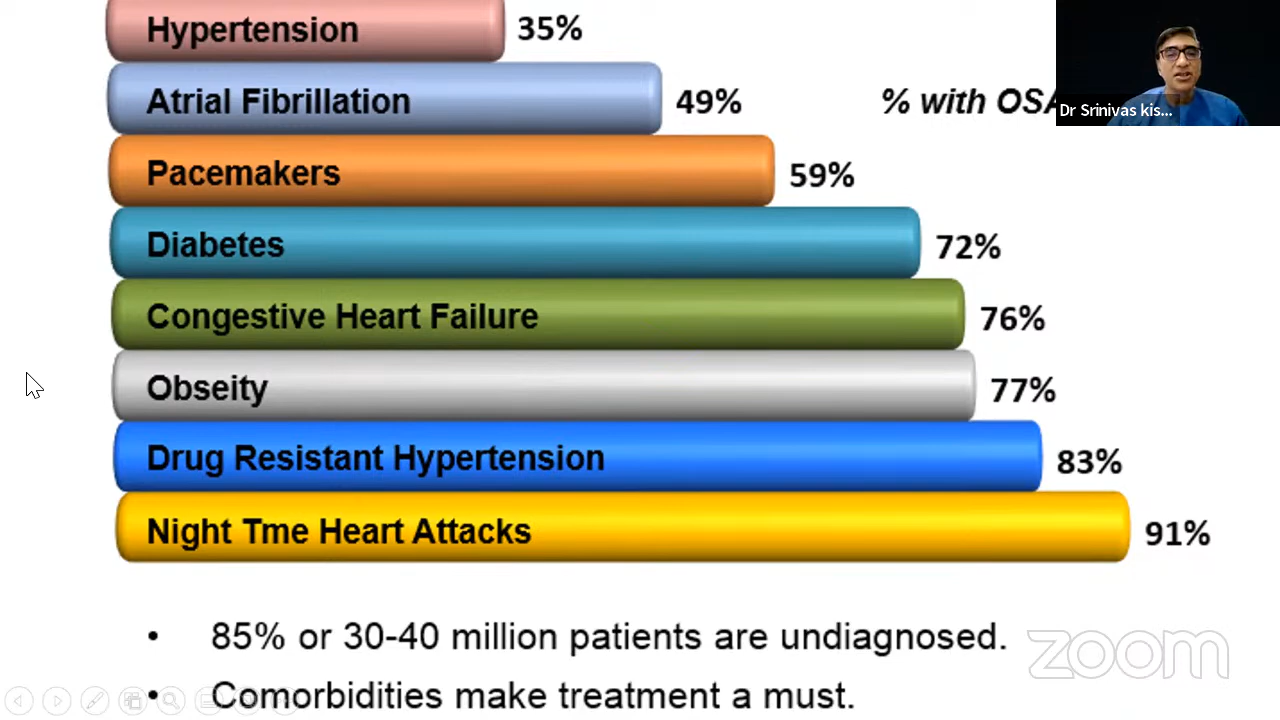 Hypertension 35%
Atrial Fibrillation 49% % with OSA
Dr Srinivas kis...
Pacemakers 59%
Diabetes 72%
Congestive Heart Failure 76%
Obseity 77%
Drug Resistant Hypertension 83%
Night Tme Heart Attacks 91%
• 85% or 30-40 million patients are undiagnosed.
zoom
• Comorbidities make treatment a must.